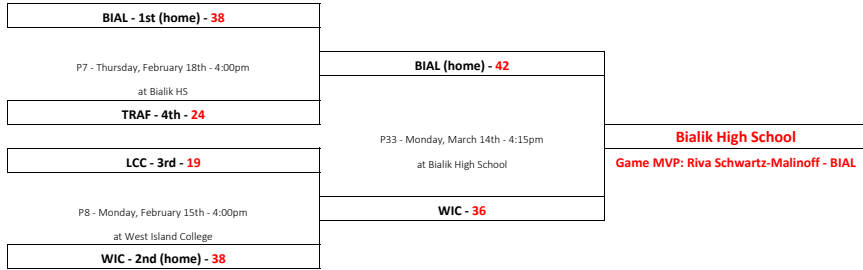 BIAL - 1st (home) - 38
P7 - Thursday, February 18th - 4:00pm
at Bialik HS
TRAF - 4th - 24
LCC - 3rd - 19
P8 - Monday, February 15th - 4:00pm
at West Island College
WIC - 2nd (home) - 38
BIAL (home) - 42
P33 - Monday, March 14th - 4:15pm
at Bialik High School
WIC - 36
Bialik High School
Game MVP: Riva Schwartz-Malinoff - BIAL